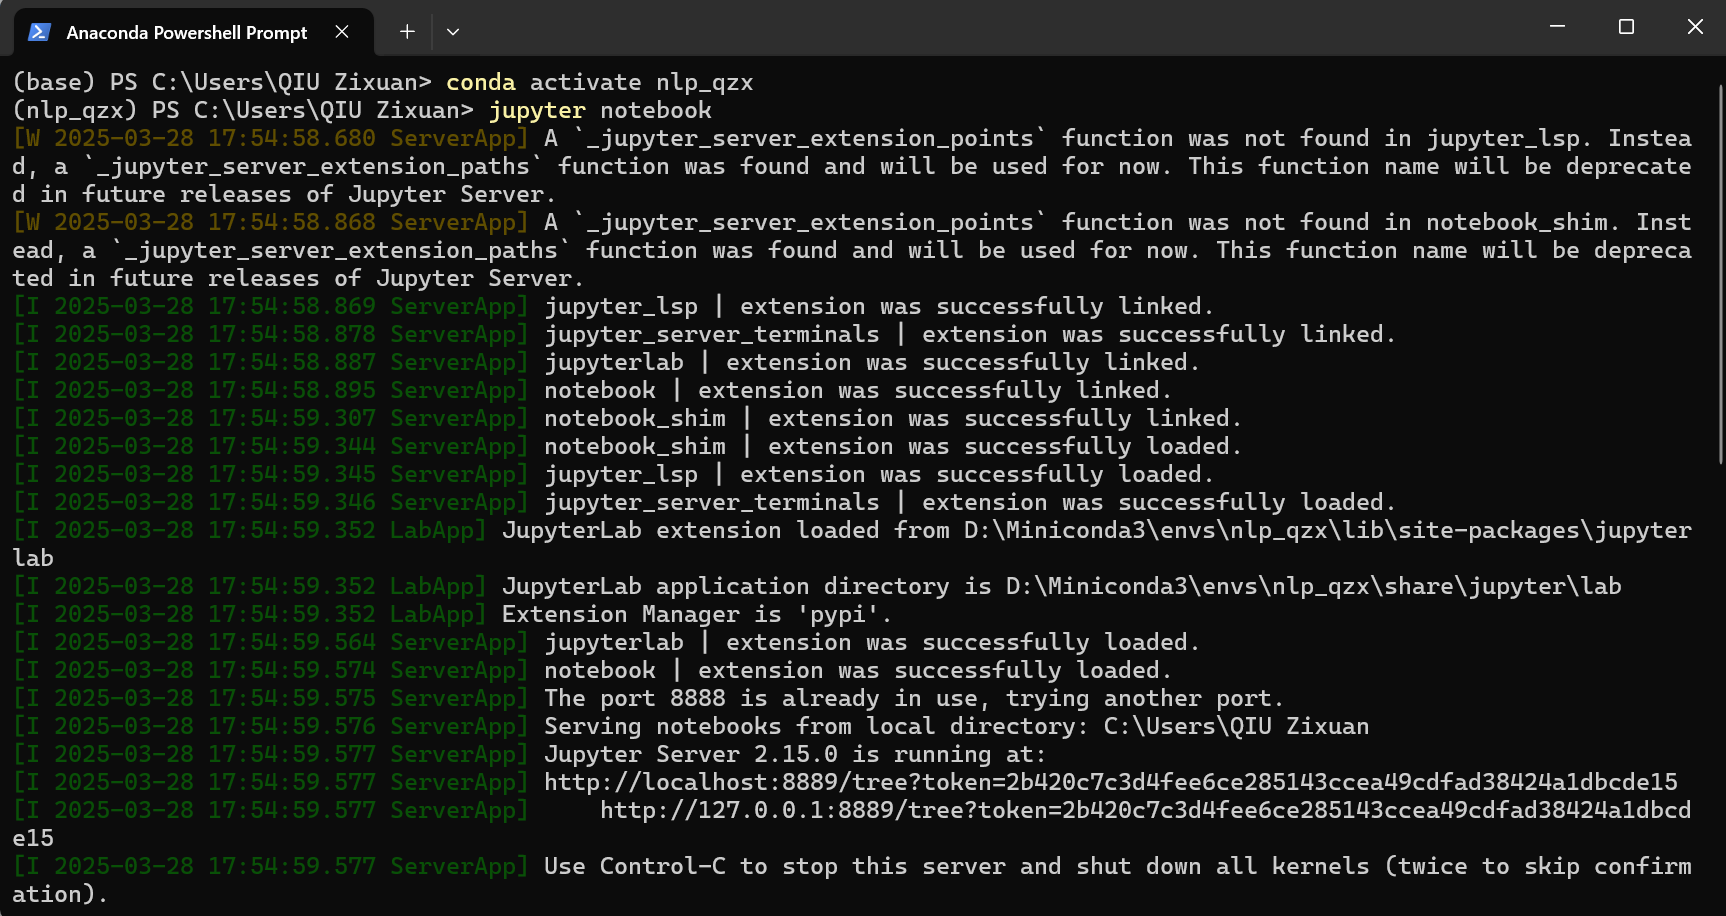 Anaconda Powershell Prompt
(base) PS C:\Users\QIU Zixuan> conda activate nlp_qzx
(nlp_qzx) PS C:\Users\QIU Zixuan> jupyter notebook
[W 2025-03-28 17:54:58.680 ServerApp] A `_jupyter_server_extension_points` function was not found in jupyter_lsp. Instea
d, a `_jupyter_server_extension_paths` function was found and will be used for now. This function name will be deprecate
d in future releases of Jupyter Server.
[W 2025-03-28 17:54:58.868 ServerApp] A `_jupyter_server_extension_points` function was not found in notebook_shim. Inst
ead, a `_jupyter_server_extension_paths` function was found and will be used for now. This function name will be depreca
ted in future releases of Jupyter Server.
[I 2025-03-28 17:54:58.869 ServerApp] jupyter_lsp | extension was successfully linked.
[I 2025-03-28 17:54:58.878 ServerApp] jupyter_server_terminals | extension was successfully linked.
[I 2025-03-28 17:54:58.887 ServerApp] jupyterlab | extension was successfully linked.
[I 2025-03-28 17:54:58.895 ServerApp] notebook | extension was successfully linked.
[I 2025-03-28 17:54:59.307 ServerApp] notebook_shim | extension was successfully linked.
[I 2025-03-28 17:54:59.344 ServerApp] notebook_shim | extension was successfully loaded.
[I 2025-03-28 17:54:59.345 ServerApp] jupyter_lsp | extension was successfully loaded.
[I 2025-03-28 17:54:59.346 ServerApp] jupyter_server_terminals | extension was successfully loaded.
[I 2025-03-28 17:54:59.352 LabApp] JupyterLab extension loaded from D:\Miniconda3\envs\nlp_qzx\lib\site-packages\jupyter
lab
[I 2025-03-28 17:54:59.352 LabApp] JupyterLab application directory is D:\Miniconda3\envs\nlp_qzx\share\jupyter\lab
[I 2025-03-28 17:54:59.352 LabApp] Extension Manager is 'pypi'.
[I 2025-03-28 17:54:59.564 ServerApp] jupyterlab | extension was successfully loaded.
[I 2025-03-28 17:54:59.574 ServerApp] notebook | extension was successfully loaded.
[I 2025-03-28 17:54:59.575 ServerApp] The port 8888 is already in use, trying another port.
[I 2025-03-28 17:54:59.576 ServerApp] Serving notebooks from local directory: C:\Users\QIU Zixuan
[I 2025-03-28 17:54:59.577 ServerApp] Jupyter Server 2.15.0 is running at:
[I 2025-03-28 17:54:59.577 ServerApp] http://localhost:8889/tree?token=2b420c7c3d4fee6ce285143ccea49cdfad38424a1dbcde15
[I 2025-03-28 17:54:59.577 ServerApp]     http://127.0.0.1:8889/tree?token=2b420c7c3d4fee6ce285143ccea49cdfad38424a1dbcd
e15
[I 2025-03-28 17:54:59.577 ServerApp] Use Control-C to stop this server and shut down all kernels (twice to skip confirm
ation).